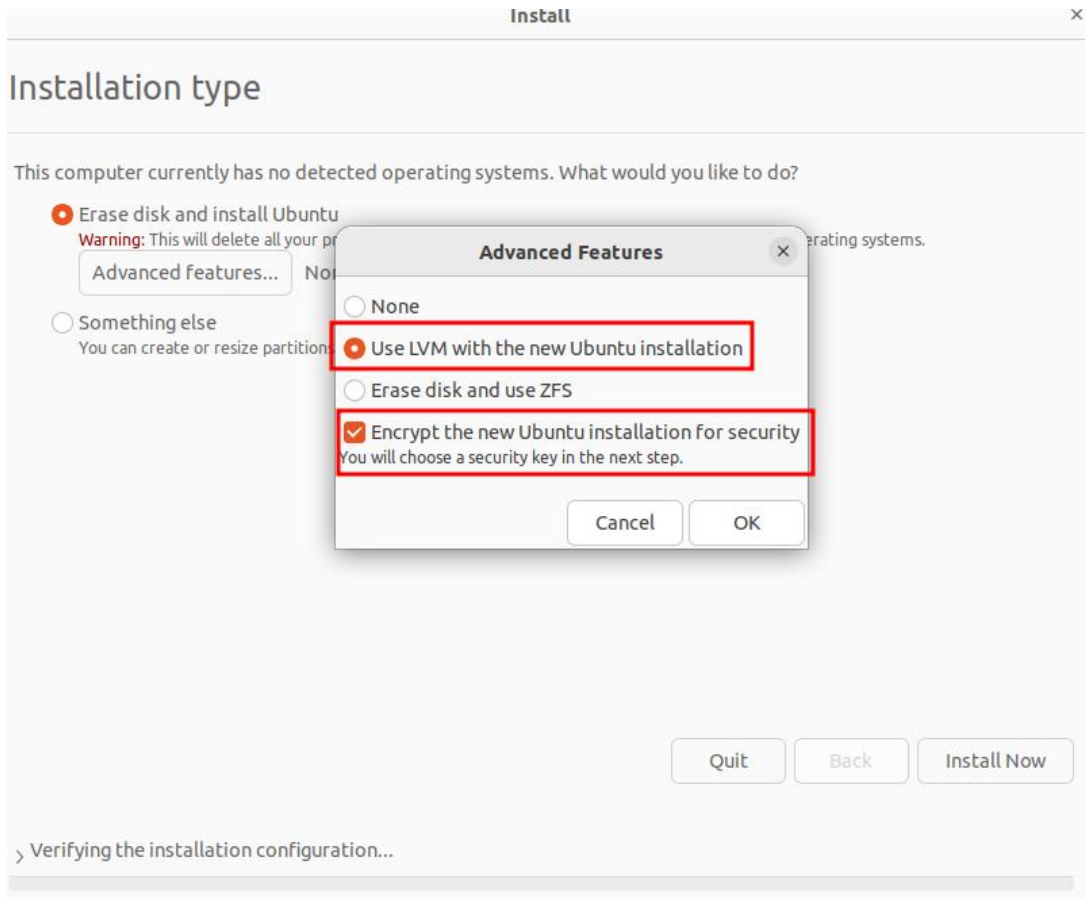 Install
Installation type
This computer currently has no detected operating systems. What would you like to do?
Erase disk and install Ubuntu
Warning: This will delete all your pr
erating systems.
Advanced features...
Non
Something else
You can create or resize partitions
Advanced Features
None
Use LVM with the new Ubuntu installation
Erase disk and use ZFS
Encrypt the new Ubuntu installation for security
You will choose a security key in the next step.
Cancel
OK
Quit
Back
Install Now
Verifying the installation configuration...